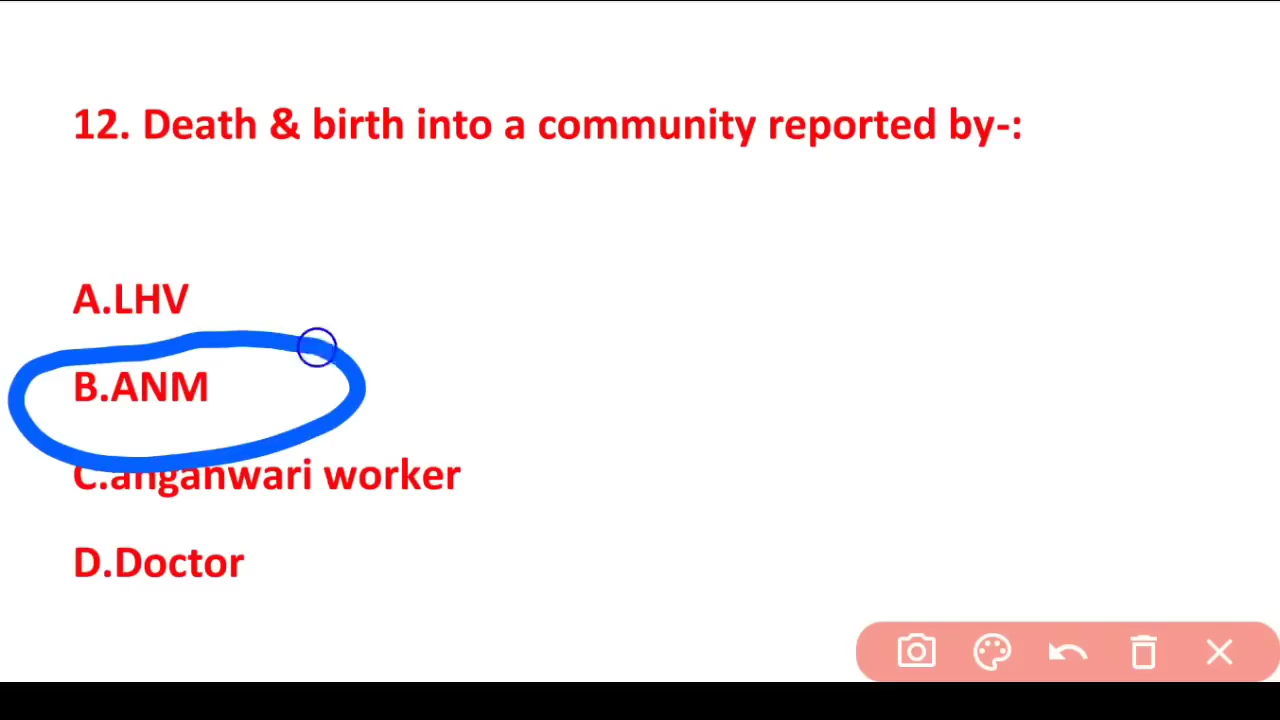 12. Death & birth into a community reported by-:
A.LHV
B.ANM
C.anganwari worker
D.Doctor